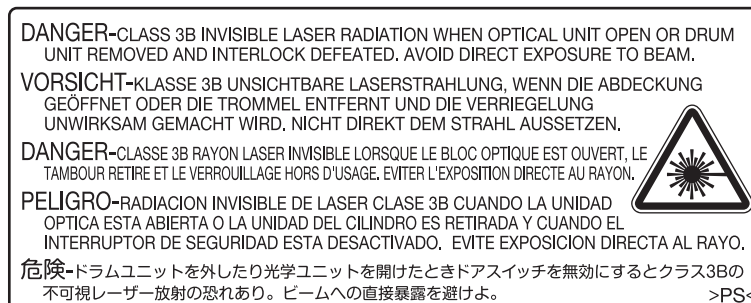 DANGER-CLASS 3B INVISIBLE LASER RADIATION WHEN OPTICAL UNIT OPEN OR DRUM
UNIT REMOVED AND INTERLOCK DEFEATED. AVOID DIRECT EXPOSURE TO BEAM.
VORSICHT-KLASSE 3B UNSICHTBARE LASERSTRAHLUNG, WENN DIE ABDECKUNG
GEÖFFNET ODER DIE TROMMEL ENTFERNT UND DIE VERRIEGELUNG
UNWIRKSAM GEMACHT WIRD. NICHT DIREKT DEM STRAHL AUSSETZEN.
DANGER-CLASSE 3B RAYON LASER INVISIBLE LORSQUE LE BLOC OPTIQUE EST OUVERT, LE
TAMBOUR RETIRE ET LE VERROUILLAGE HORS D'USAGE. EVITER L'EXPOSITION DIRECTE AU RAYON.
PELIGRO-RADIACION INVISIBLE DE LASER CLASE 3B CUANDO LA UNIDAD
OPTICA ESTA ABIERTA O LA UNIDAD DEL CILINDRO ES RETIRADA Y CUANDO EL
INTERRUPTOR DE SEGURIDAD ESTA DESACTIVADO. EVITE EXPOSICION DIRECTA AL RAYO.
危険-ドラムユニットを外したり光学ユニットを開けたときドアスイッチを無効にするとクラス3Bの
不可視レーザー放射の恐れあり。ビームへの直接暴露を避けよ。 >PS<